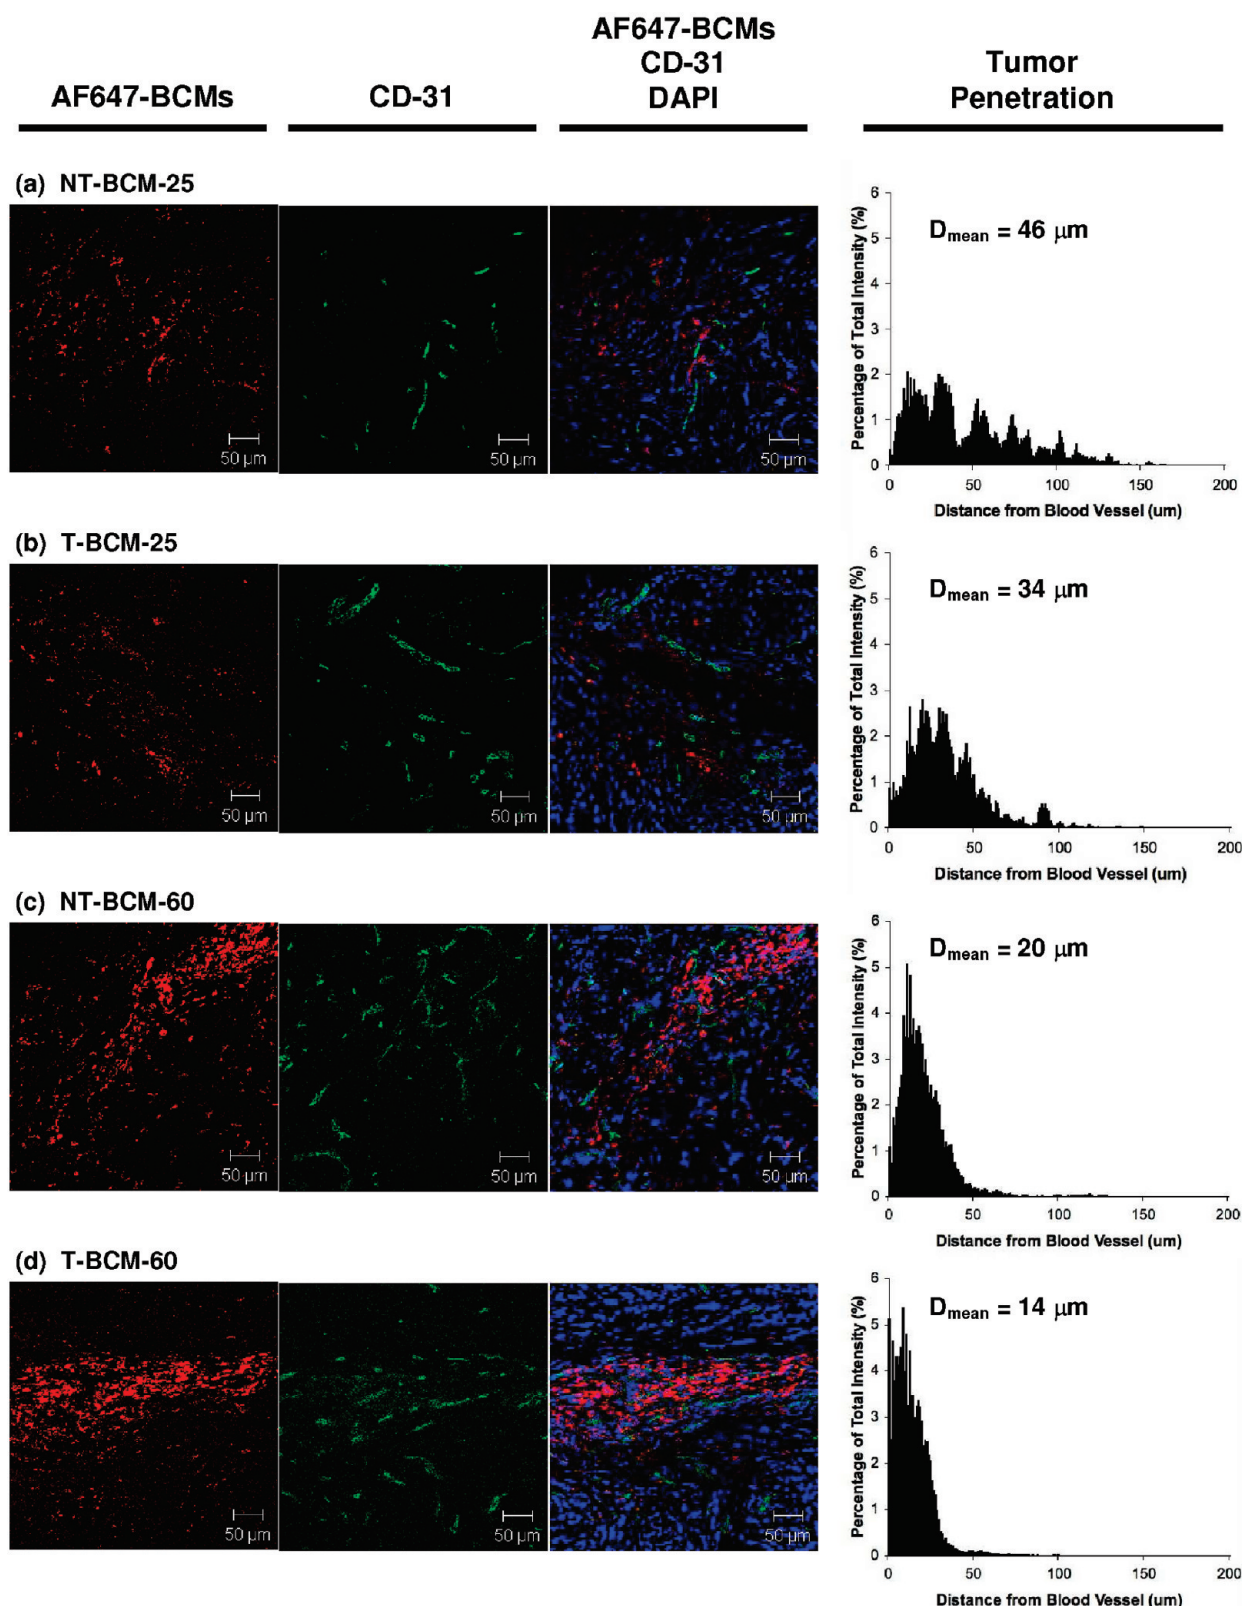 AF647-BCMs
CD-31
AF647-BCMs
CD-31
DAPI
Tumor
Penetration
(a) NT-BCM-25
50 µm
50 µm
50 µm
Percentage of Total Intensity (%)
6
5
4
3
2
1
0
D mean = 46 µm
0 50 100 150 200
Distance from Blood Vessel (um)
(b) T-BCM-25
50 µm
50 µm
50 µm
Percentage of Total Intensity (%)
6
5
4
3
2
1
0
D mean = 34 µm
0 50 100 150 200
Distance from Blood Vessel (um)
(c) NT-BCM-60
50 µm
50 µm
50 µm
Percentage of Total Intensity (%)
6
5
4
3
2
1
0
D mean = 20 µm
0 50 100 150 200
Distance from Blood Vessel (um)
(d) T-BCM-60
50 µm
50 µm
50 µm
Percentage of Total Intensity (%)
6
5
4
3
2
1
0
D mean = 14 µm
0 50 100 150 200
Distance from Blood Vessel (um)